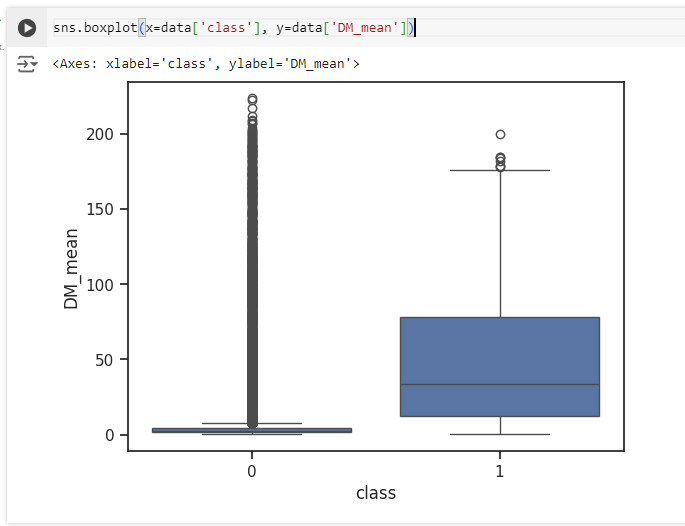 sns.boxplot(x=data['class'], y=data['DM_mean'])
<Axes: xlabel='class', ylabel='DM_mean'>
200
150
100
50
0
DM_mean
0 1
class